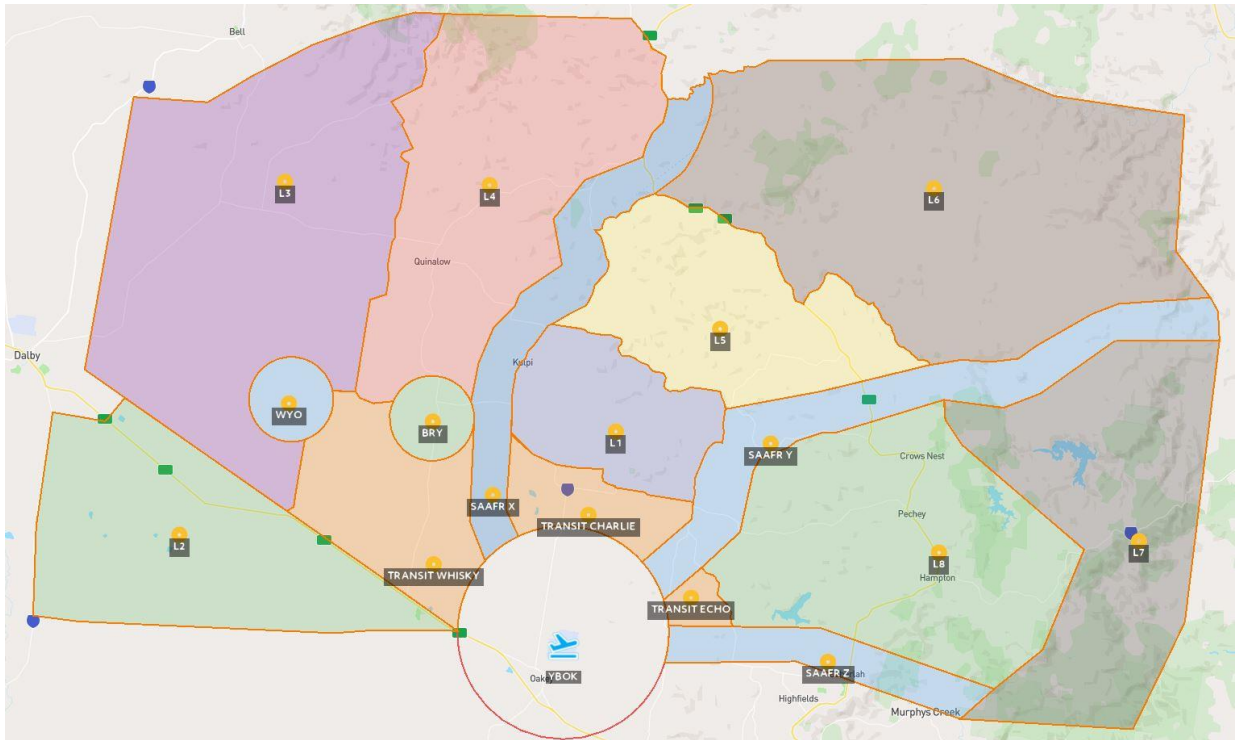 Bell
L3
L4
L6
Quinalow
L5
Dalby
Kulpi
WYO
BRY
L1
SAAFR Y
Crows Nest
SAAFR X
TRANSIT CHARLIE
Pechey
L2
L7
L8
TRANSIT WHISKY
Hampton
TRANSIT ECHO
YBOK
Oakey
SAAFR Z
Highfields
Murphys Creek